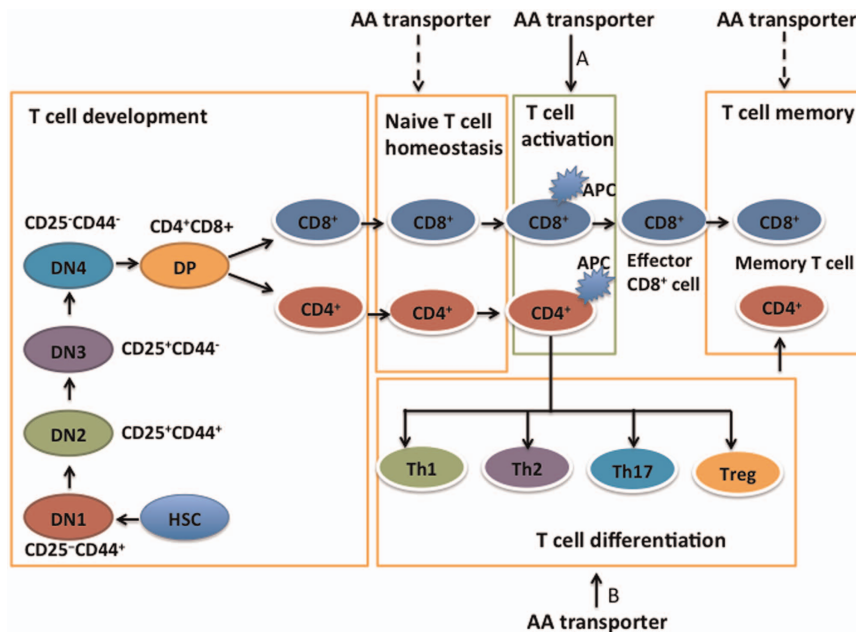 AA transporter
AA transporter
AA transporter
A
T cell development
Naive T cell
homeostasis
T cell
activation
T cell memory
APC
CD25-CD44-
CD4+CD8+
CD8+
CD8+
CD8+
CD8+
CD8+
DN4
DP
APC
Effector
CD8+ cell
Memory T cell
CD4+
CD4+
CD4+
CD4+
DN3
CD25+CD44-
DN2
CD25+CD44+
Th1
Th2
Th17
Treg
DN1
HSC
CD25-CD44+
T cell differentiation
B
AA transporter